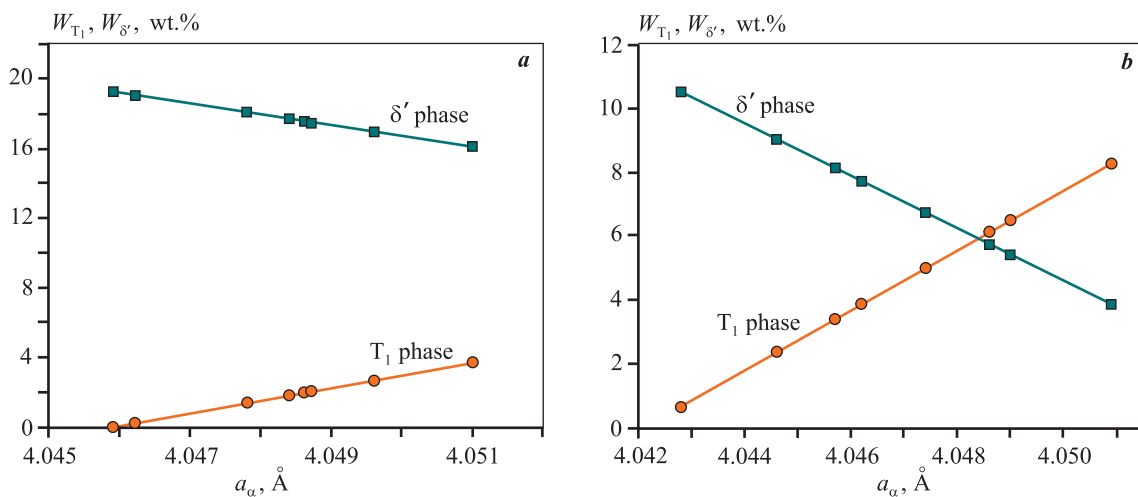 W_T₁, W_δ′, wt.%
a
20
16
12
8
4
0
δ′ phase
T₁ phase
4.045 4.047 4.049 4.051
a_α, Å
W_T₁, W_δ′, wt.%
b
12
10
8
6
4
2
0
δ′ phase
T₁ phase
4.042 4.044 4.046 4.048 4.050
a_α, Å